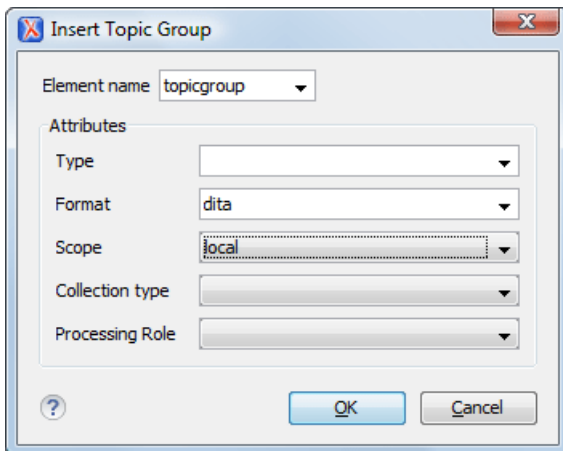 Insert Topic Group
Element name topicgroup
Attributes
Type
Format dita
Scope local
Collection type
Processing Role
? OK Cancel